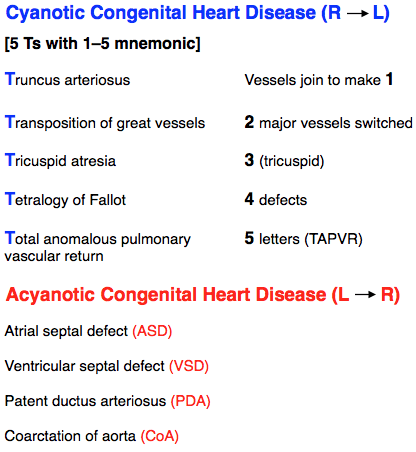 Cyanotic Congenital Heart Disease (R → L)
[5 Ts with 1–5 mnemonic]
Truncus arteriosus Vessels join to make 1
Transposition of great vessels 2 major vessels switched
Tricuspid atresia 3 (tricuspid)
Tetralogy of Fallot 4 defects
Total anomalous pulmonary 5 letters (TAPVR)
vascular return
Acyanotic Congenital Heart Disease (L → R)
Atrial septal defect (ASD)
Ventricular septal defect (VSD)
Patent ductus arteriosus (PDA)
Coarctation of aorta (CoA)